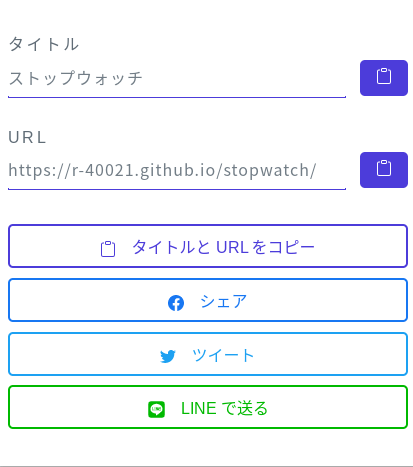 タイトル
ストップウォッチ
URL
https://r-40021.github.io/stopwatch/
タイトルと URL をコピー
シェア
ツイート
LINE で送る